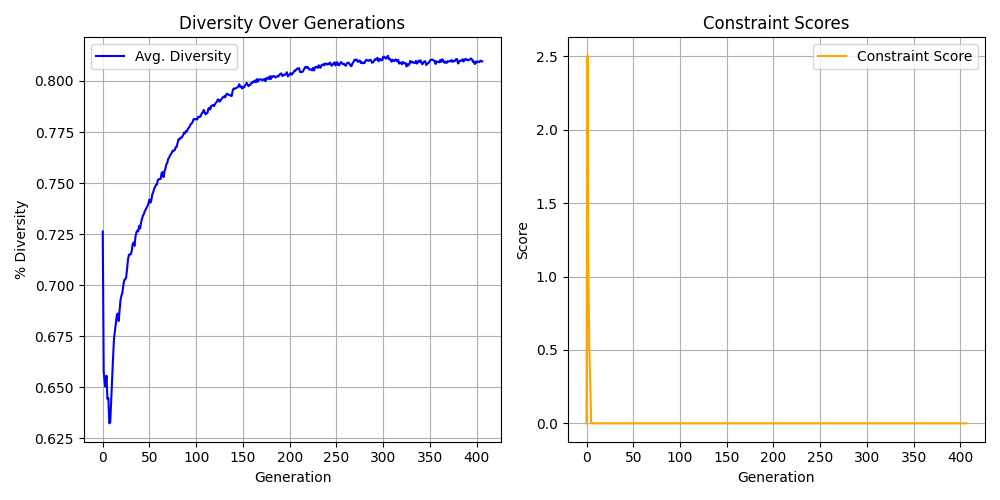 Diversity Over Generations
Avg. Diversity
% Diversity
0.800
0.775
0.750
0.725
0.700
0.675
0.650
0.625
0 50 100 150 200 250 300 350 400
Generation
Constraint Scores
Constraint Score
Score
2.5
2.0
1.5
1.0
0.5
0.0
0 50 100 150 200 250 300 350 400
Generation